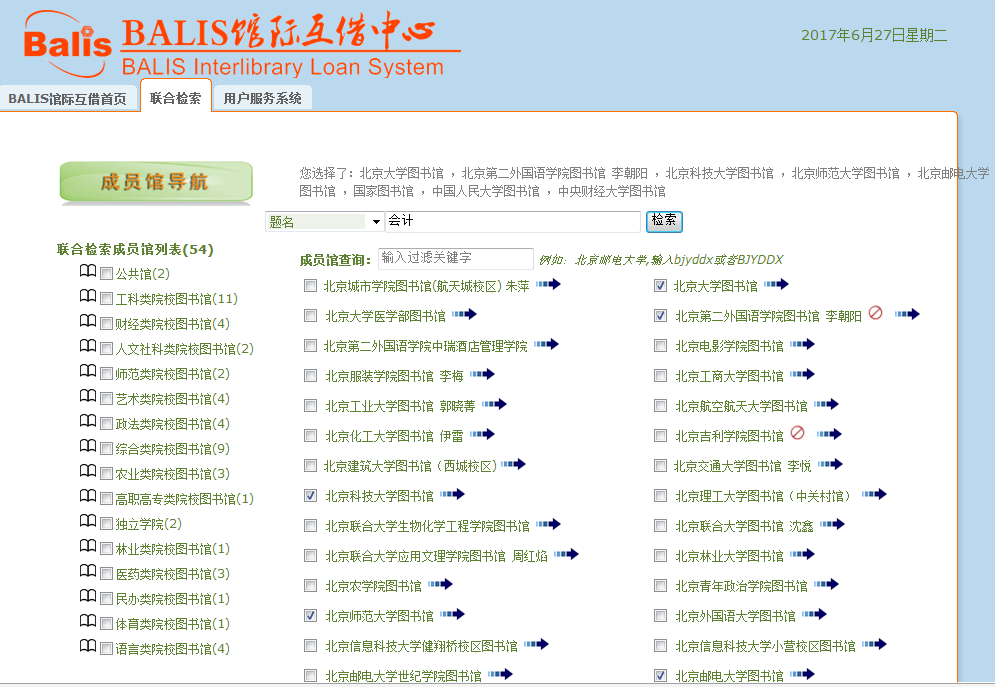 Balis
BALIS馆际互借中心
BALIS Interlibrary Loan System
2017年6月27日星期二
BALIS馆际互借首页
联合检索
用户服务系统
成员馆导航
您选择了：北京大学图书馆 ，北京第二外国语学院图书馆 李朝阳 ，北京科技大学图书馆 ，北京师范大学图书馆 ，北京邮电大学
图书馆 ，国家图书馆 ，中国人民大学图书馆 ，中央财经大学图书馆
题名 会计 检索
联合检索成员馆列表(54)
公共馆(2)
工科类院校图书馆(11)
财经类院校图书馆(4)
人文社科类院校图书馆(2)
师范类院校图书馆(2)
艺术类院校图书馆(4)
政法类院校图书馆(4)
综合类院校图书馆(9)
农业类院校图书馆(3)
高职高专类院校图书馆(1)
独立学院(2)
林业类院校图书馆(1)
医药类院校图书馆(3)
民办类院校图书馆(1)
体育类院校图书馆(1)
语言类院校图书馆(4)
成员馆查询： 输入过滤关键字 例如: 北京邮电大学,输入bjyddx或者BJYDDX
北京城市学院图书馆(航天城校区) 朱萍 北京大学图书馆
北京大学医学部图书馆 北京第二外国语学院图书馆 李朝阳
北京第二外国语学院中瑞酒店管理学院 北京电影学院图书馆
北京服装学院图书馆 李梅 北京工商大学图书馆
北京工业大学图书馆 郭晓菁 北京航空航天大学图书馆
北京化工大学图书馆 伊雷 北京吉利学院图书馆
北京建筑大学图书馆（西城校区） 北京交通大学图书馆 李悦
北京科技大学图书馆 北京理工大学图书馆（中关村馆）
北京联合大学生物化学工程学院图书馆 北京联合大学图书馆 沈鑫
北京联合大学应用文理学院图书馆 周红焰 北京林业大学图书馆
北京农学院图书馆 北京青年政治学院图书馆
北京师范大学图书馆 北京外国语大学图书馆
北京信息科技大学健翔桥校区图书馆 北京信息科技大学小营校区图书馆
北京邮电大学世纪学院图书馆 北京邮电大学图书馆